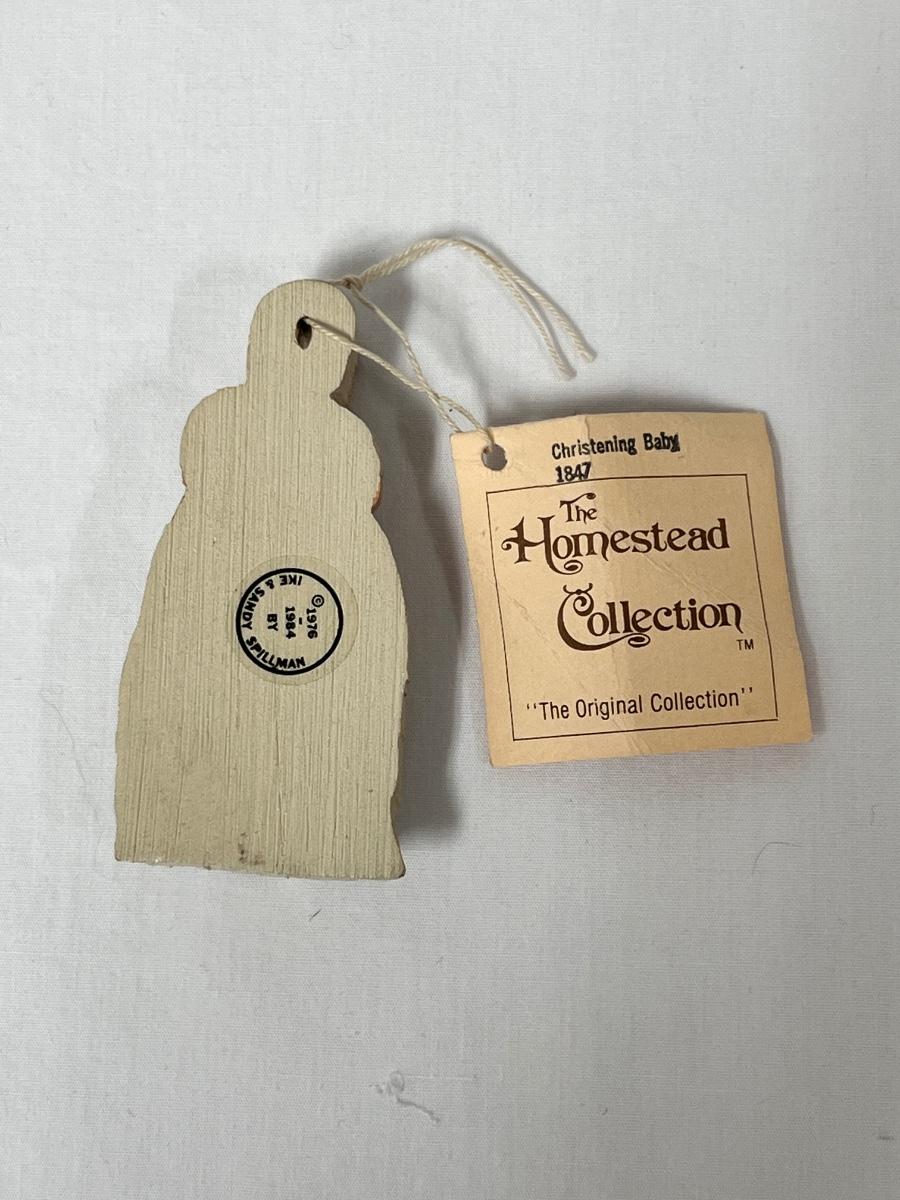 Christening Baby
1847
The
Homestead
Collection
TM
"The Original Collection"
©1976
-
1984
BY
IKE & SANDY SPILLMAN